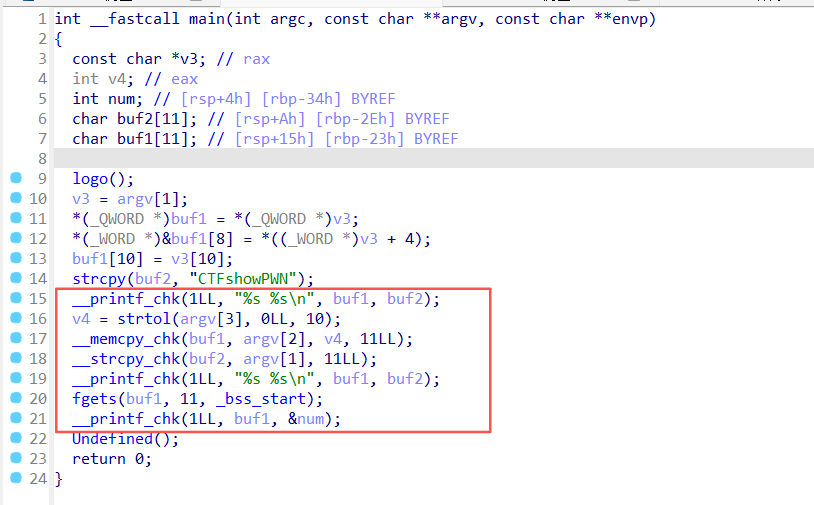 1 int __fastcall main(int argc, const char **argv, const char **envp)
2 {
3 const char *v3; // rax
4 int v4; // eax
5 int num; // [rsp+4h] [rbp-34h] BYREF
6 char buf2[11]; // [rsp+Ah] [rbp-2Eh] BYREF
7 char buf1[11]; // [rsp+15h] [rbp-23h] BYREF
8
9 logo();
10 v3 = argv[1];
11 *(_QWORD *)buf1 = *(_QWORD *)v3;
12 *(_WORD *)&buf1[8] = *((_WORD *)v3 + 4);
13 buf1[10] = v3[10];
14 strcpy(buf2, "CTFshowPWN");
15 __printf_chk(1LL, "%s %s\n", buf1, buf2);
16 v4 = strtol(argv[3], 0LL, 10);
17 __memcpy_chk(buf1, argv[2], v4, 11LL);
18 __strcpy_chk(buf2, argv[1], 11LL);
19 __printf_chk(1LL, "%s %s\n", buf1, buf2);
20 fgets(buf1, 11, _bss_start);
21 __printf_chk(1LL, buf1, &num);
22 Undefined();
23 return 0;
24 }